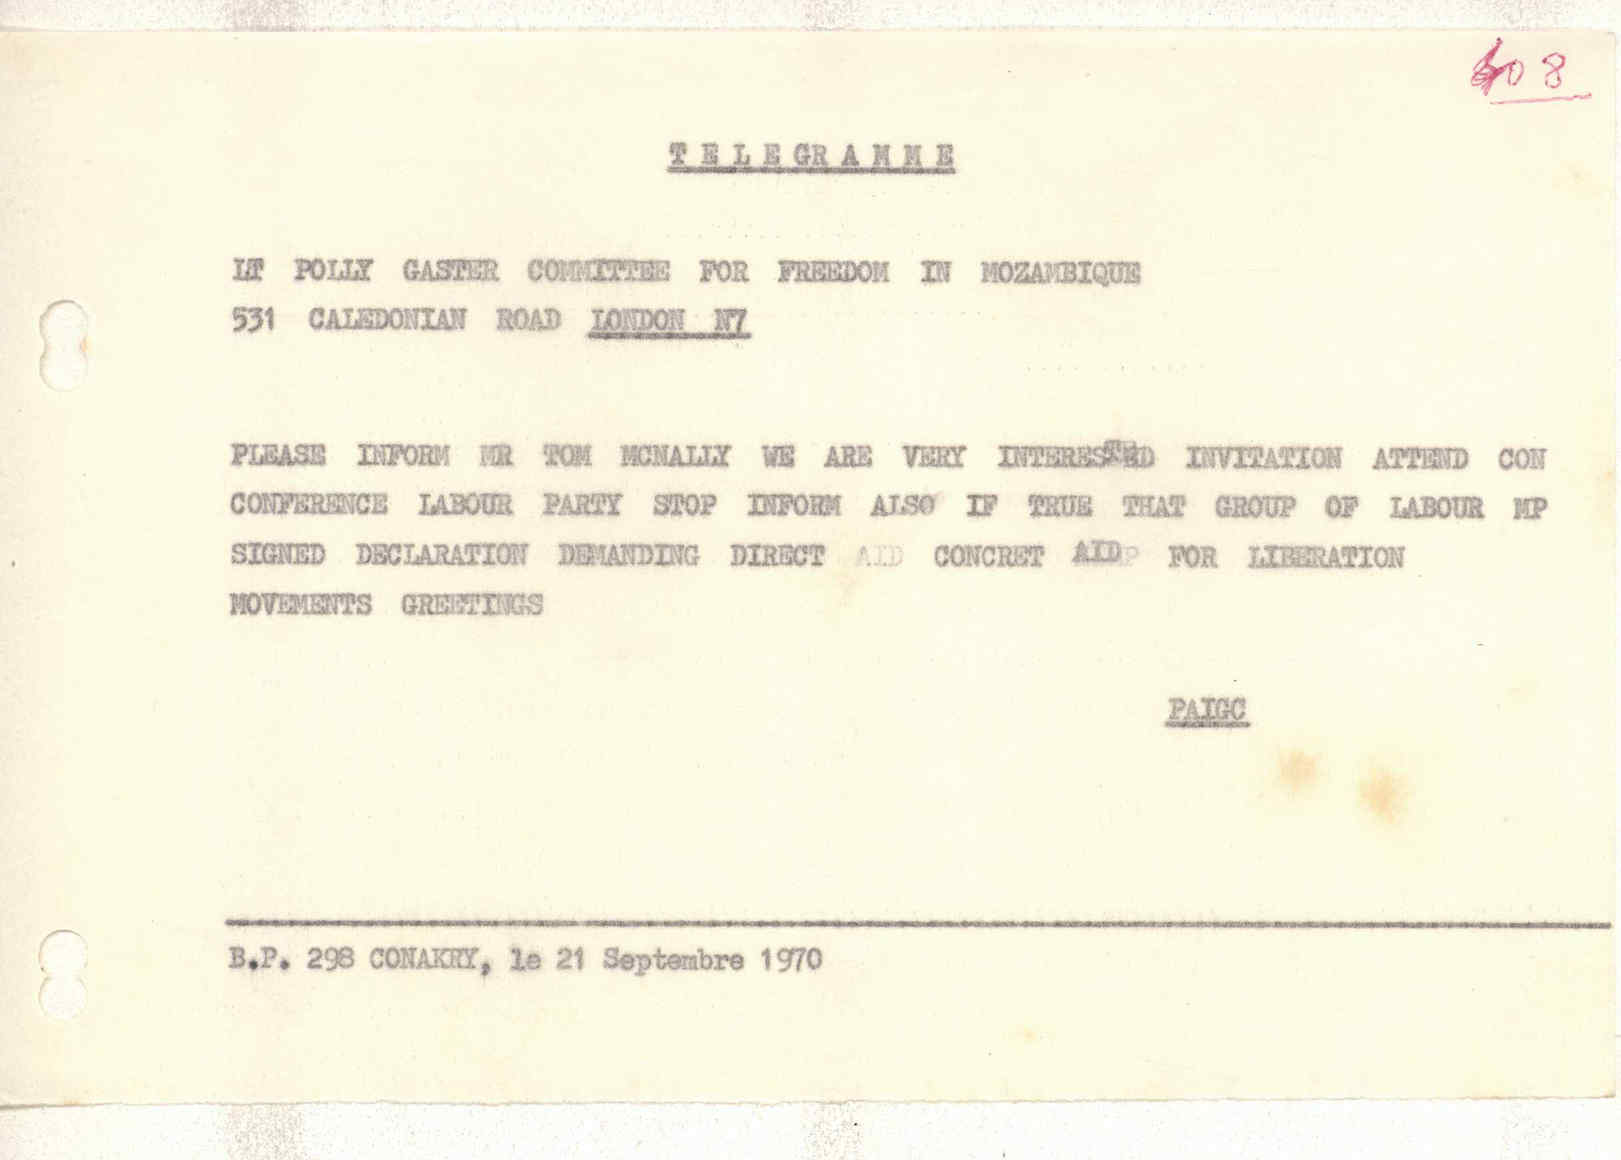 408
TELEGRAMME
LT POLLY GASTER COMMITTEE FOR FREEDOM IN MOZAMBIQUE
531 CALEDONIAN ROAD LONDON N7
PLEASE INFORM MR TOM MCNALLY WE ARE VERY INTERESTED INVITATION ATTEND CON
CONFERENCE LABOUR PARTY STOP INFORM ALSO IF TRUE THAT GROUP OF LABOUR MP
SIGNED DECLARATION DEMANDING DIRECT AID CONCRET AID FOR LIBERATION
MOVEMENTS GREETINGS
PAIGC
B.P. 298 CONAKRY, le 21 Septembre 1970